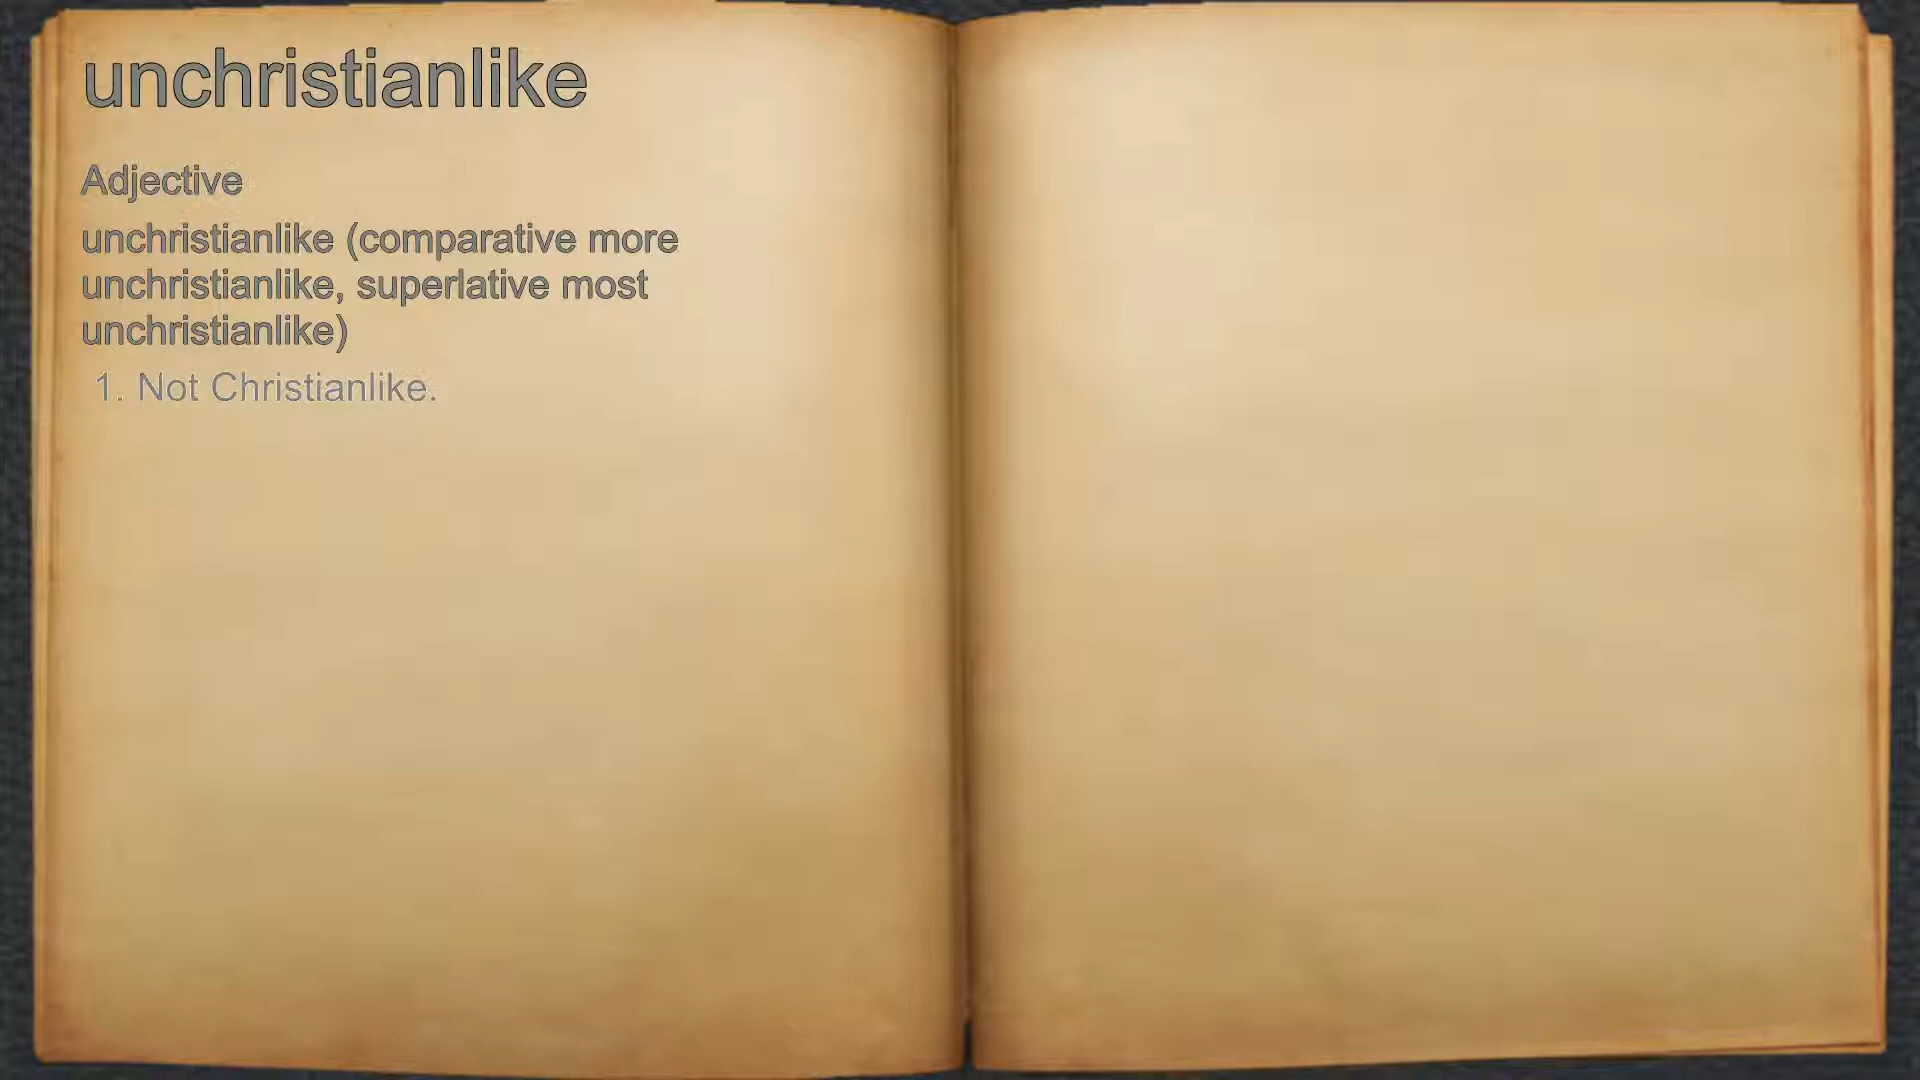 unchristianlike
Adjective
unchristianlike (comparative more
unchristianlike, superlative most
unchristianlike)
1. Not Christianlike.